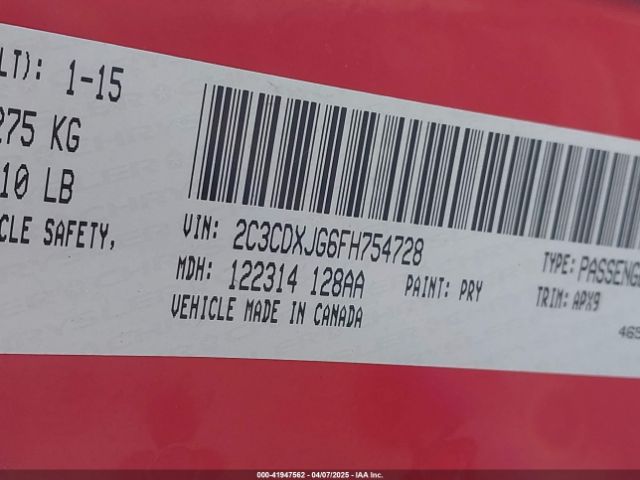 LT): 1-15
275 KG
10 LB
CLE SAFETY,
VIN: 2C3CDXJG6FH754728
TYPE: PASSENGE
MDH: 122314 128AA PAINT: PRY
TRIM: APX9
VEHICLE MADE IN CANADA
465
000-41947562 - 04/07/2025 - IAA Inc.